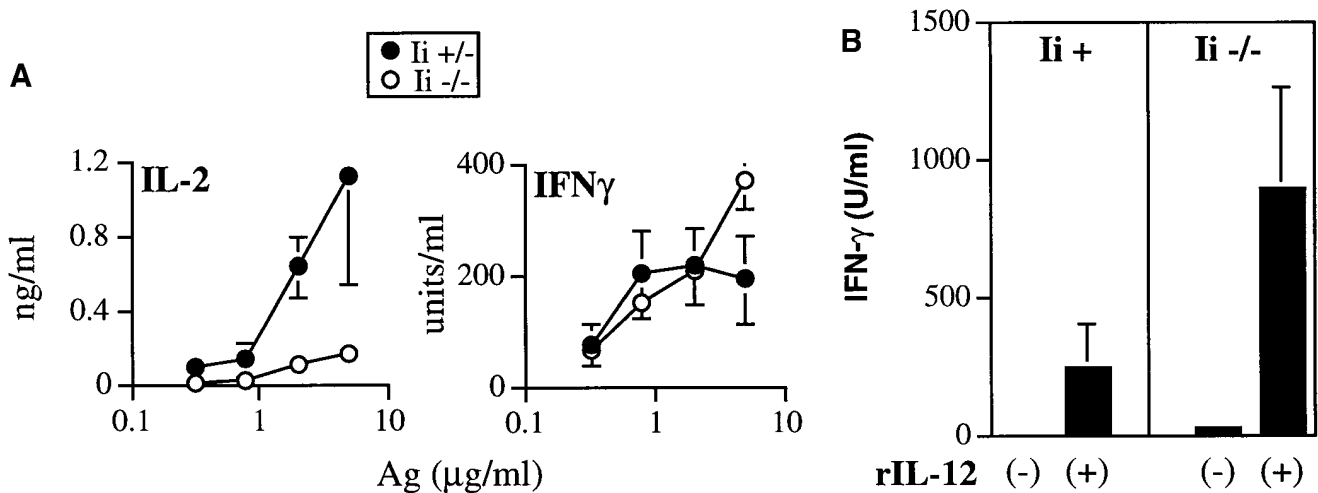 A
Ii +/-
Ii -/-
IL-2
ng/ml
1.2
0.8
0.4
0
0.1
1
10
IFNγ
units/ml
400
200
0
0.1
1
10
Ag (μg/ml)
B
IFN-γ (U/ml)
1500
1000
500
0
Ii +
Ii -/-
rIL-12 (-) (+) (-) (+)